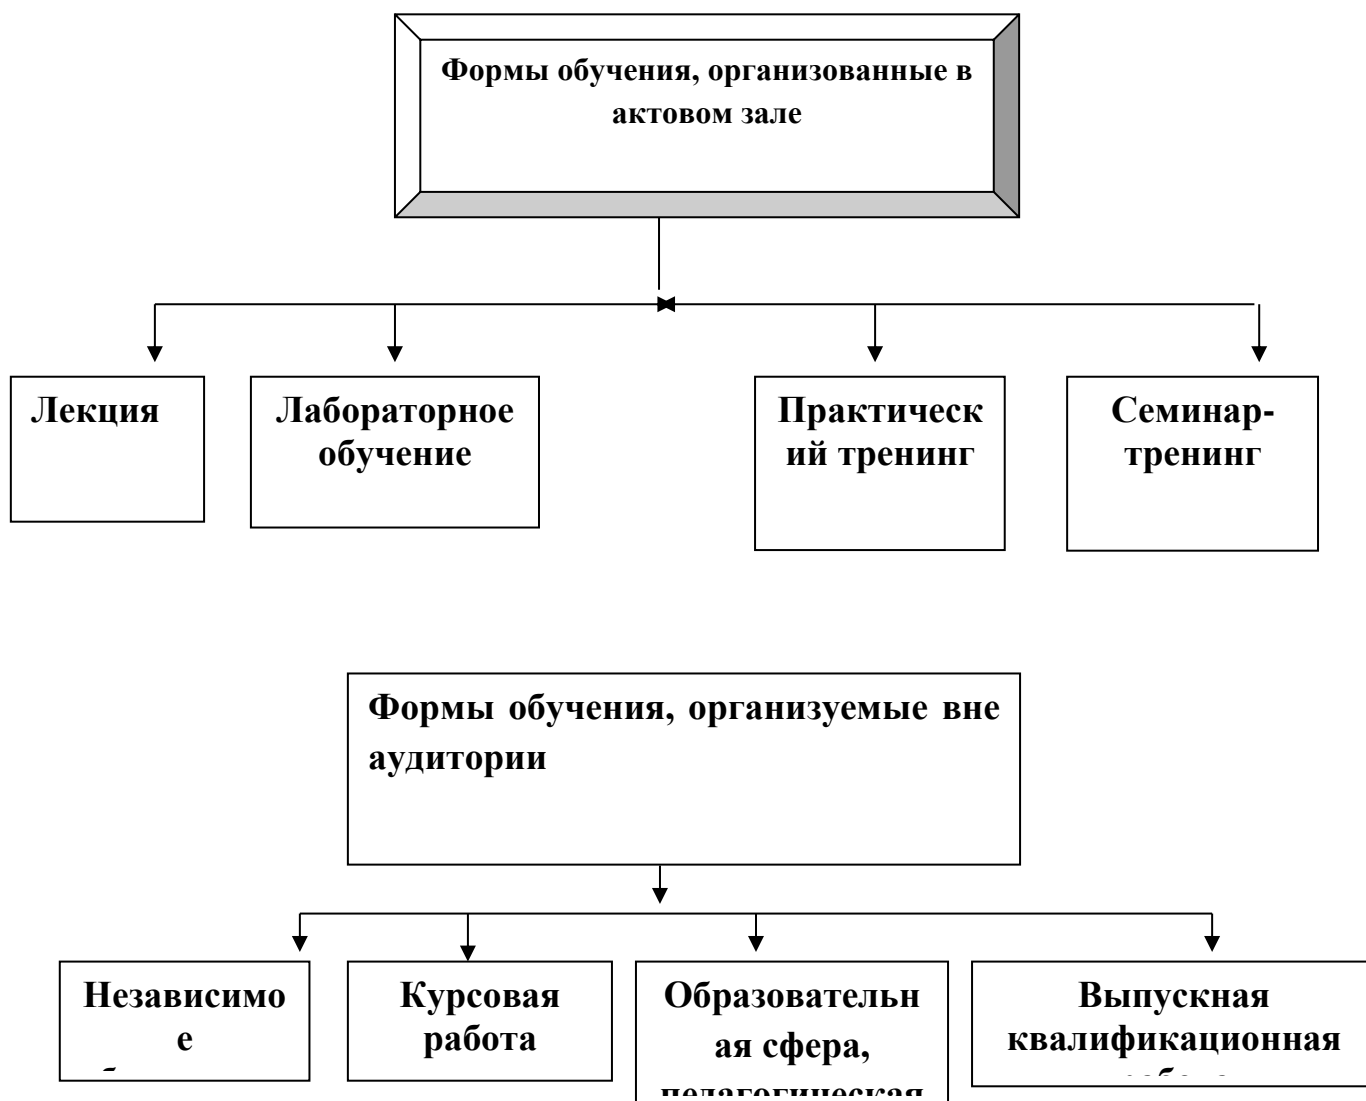 Формы обучения, организованные в
актовом зале
Лекция
Лабораторное
обучение
Практическ
ий тренинг
Семинар-
тренинг
Формы обучения, организуемые вне
аудитории
Независимо
е
Курсовая
работа
Образовательн
ая сфера,
педагогическая
Выпускная
квалификационная